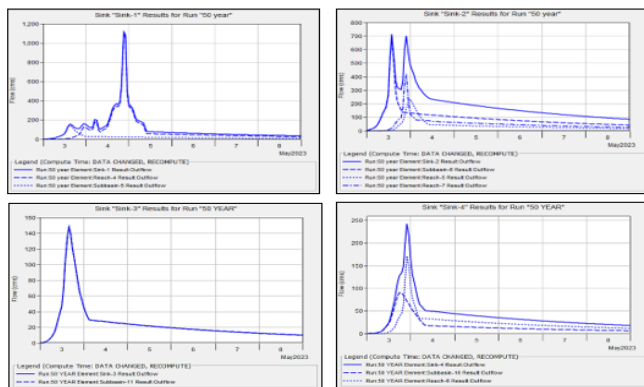 Sink "Sink-1" Results for Run "50 year"
1,200
1,000
800
600
400
200
0
Flow (cms)
3 4 5 6 7 8
May2023
Legend (Compute Time: DATA CHANGED, RECOMPUTE)
Run:50 year Element:Sink-1 Result:Outflow
Run:50 year Element:Reach-4 Result:Outflow
Run:50 year Element:Subbasin-5 Result:Outflow
Sink "Sink-2" Results for Run "50 year"
800
700
600
500
400
300
200
100
0
Flow (cms)
3 4 5 6 7 8
May2023
Legend (Compute Time: DATA CHANGED, RECOMPUTE)
Run:50 year Element:Sink-2 Result:Outflow
Run:50 year Element:Subbasin-6 Result:Outflow
Run:50 year Element:Reach-5 Result:Outflow
Run:50 year Element:Reach-7 Result:Outflow
Sink "Sink-3" Results for Run "50 YEAR"
160
140
120
100
80
60
40
20
0
Flow (cms)
3 4 5 6 7 8
May2023
Legend (Compute Time: DATA CHANGED, RECOMPUTE)
Run:50 YEAR Element:Sink-3 Result:Outflow
Run:50 YEAR Element:Subbasin-11 Result:Outflow
Sink "Sink-4" Results for Run "50 YEAR"
250
200
150
100
50
0
Flow (cms)
3 4 5 6 7 8
May2023
Legend (Compute Time: DATA CHANGED, RECOMPUTE)
Run:50 YEAR Element:Sink-4 Result:Outflow
Run:50 YEAR Element:Subbasin-10 Result:Outflow
Run:50 YEAR Element:Reach-8 Result:Outflow